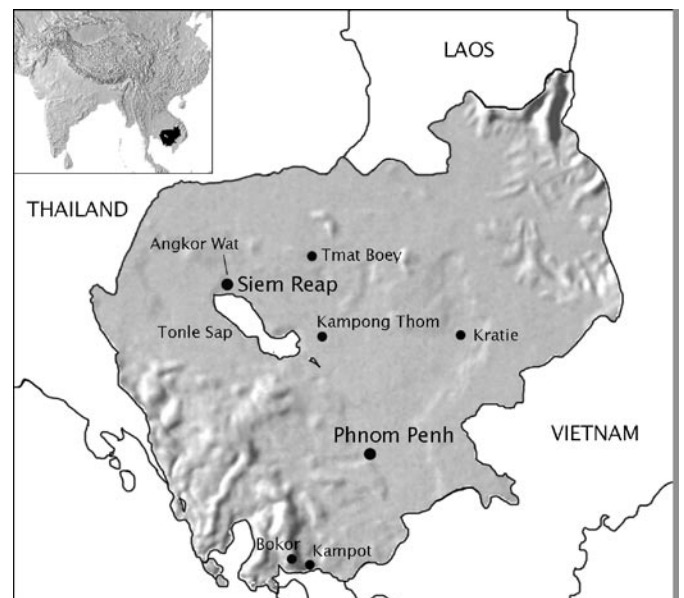 LAOS
THAILAND
Angkor Wat
Tmat Boey
Siem Reap
Kampong Thom
Tonle Sap
Kratie
Phnom Penh
VIETNAM
Bokor
Kampot